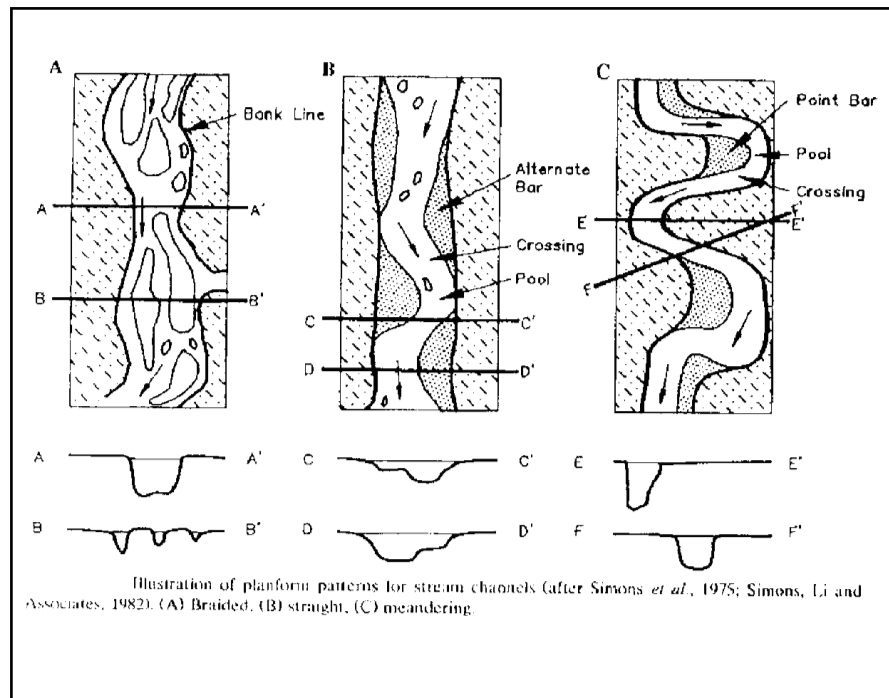 A
B
C
Bank Line
Point Bar
Pool
Crossing
Alternate
Bar
Crossing
Pool
A A'
B B'
C C'
D D'
E E'
F F'
A A'
C C'
E E'
B B'
D D'
F F'
Illustration of planform patterns for stream channels (after Simons et al., 1975; Simons, Li and
Associates, 1982). (A) Braided, (B) straight, (C) meandering.